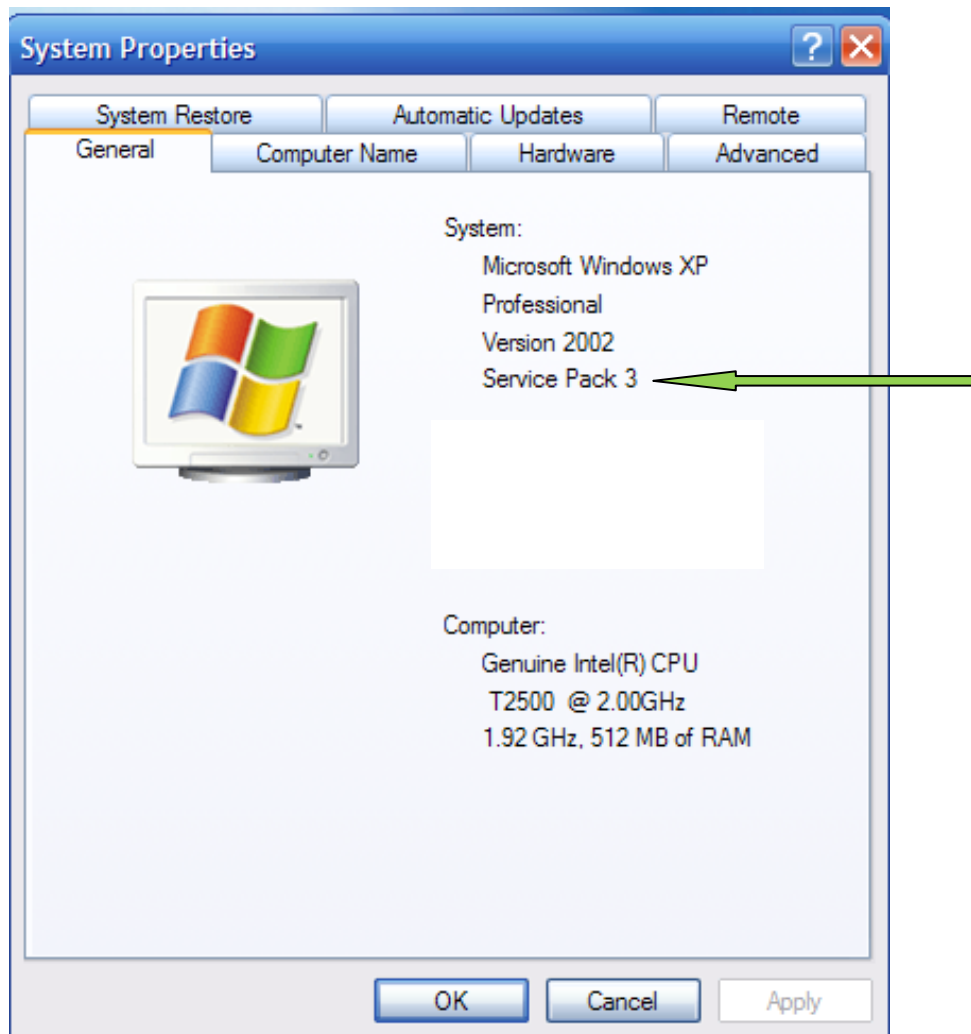 System Properties
?
System Restore
Automatic Updates
Remote
General
Computer Name
Hardware
Advanced
System:
Microsoft Windows XP
Professional
Version 2002
Service Pack 3
Computer:
Genuine Intel(R) CPU
T2500 @ 2.00GHz
1.92 GHz, 512 MB of RAM
OK
Cancel
Apply